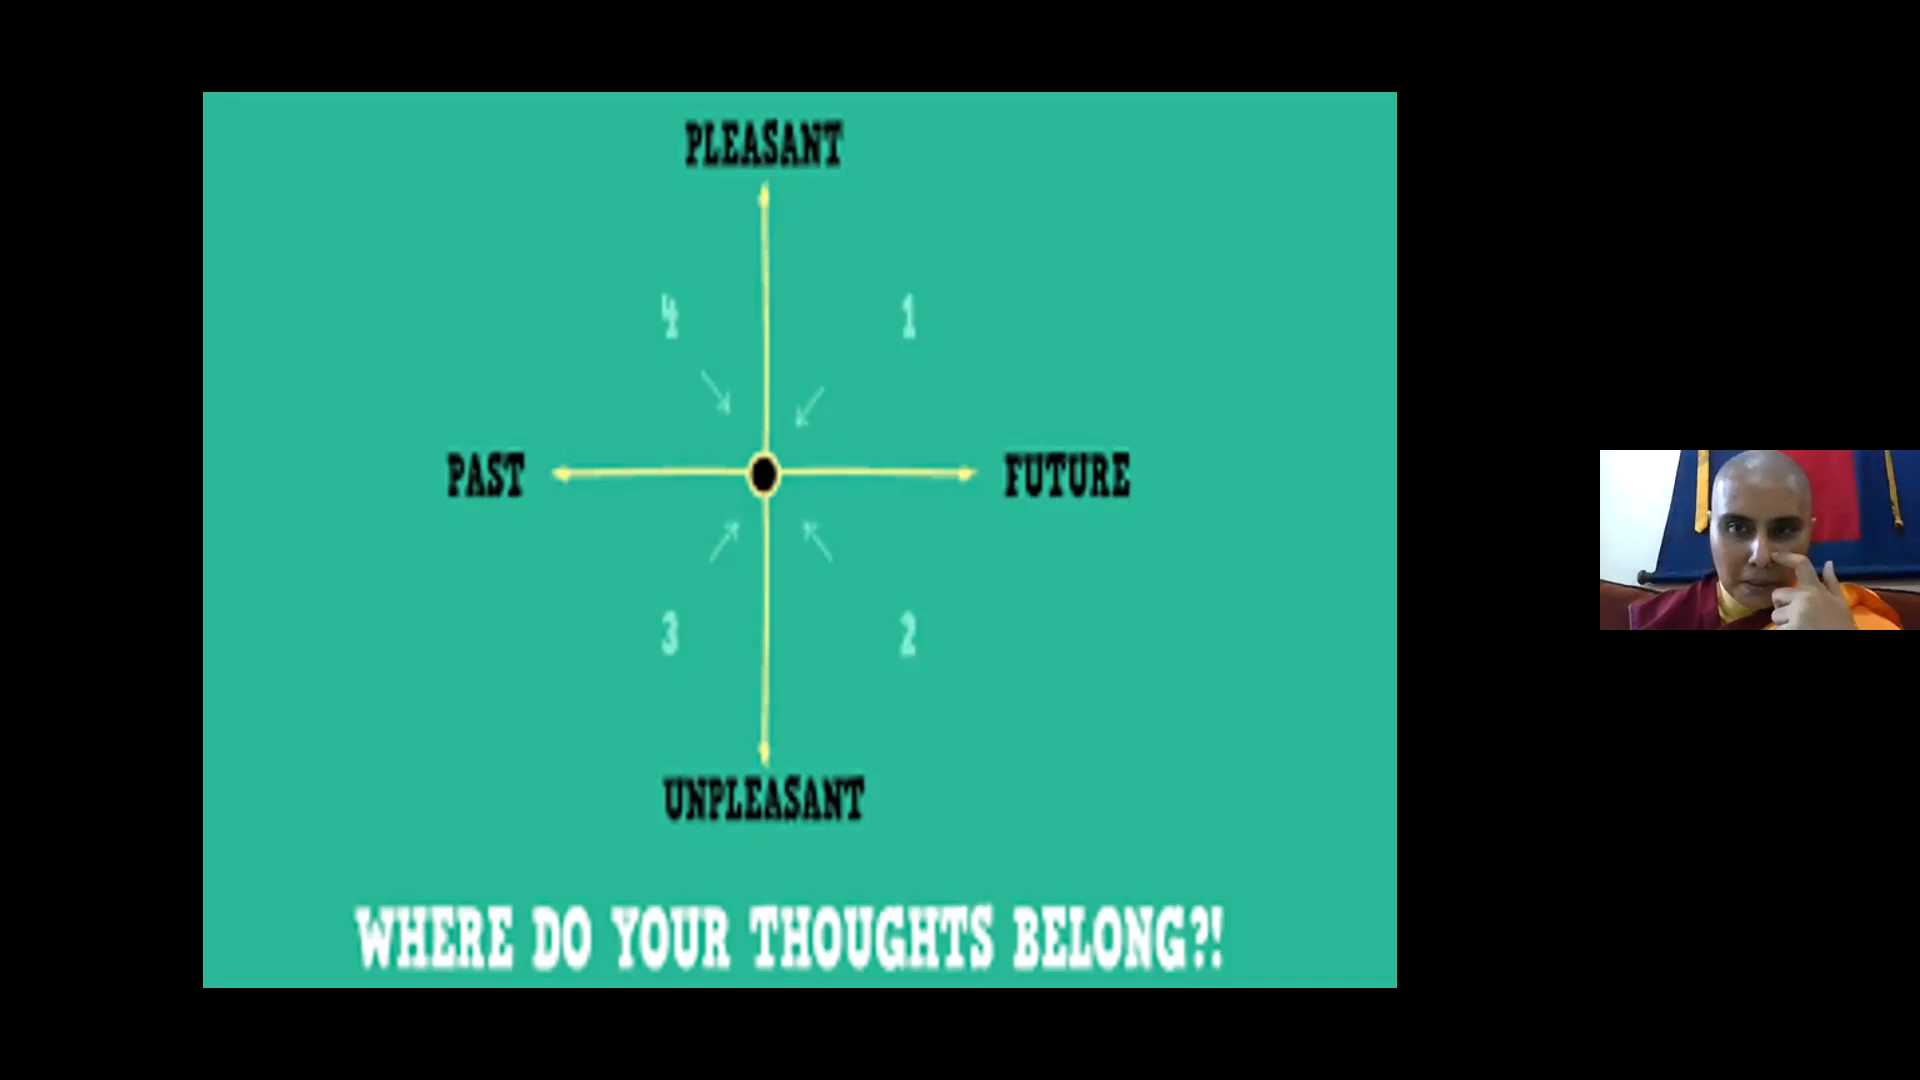 PLEASANT
4
1
PAST
FUTURE
3
2
UNPLEASANT
WHERE DO YOUR THOUGHTS BELONG?!